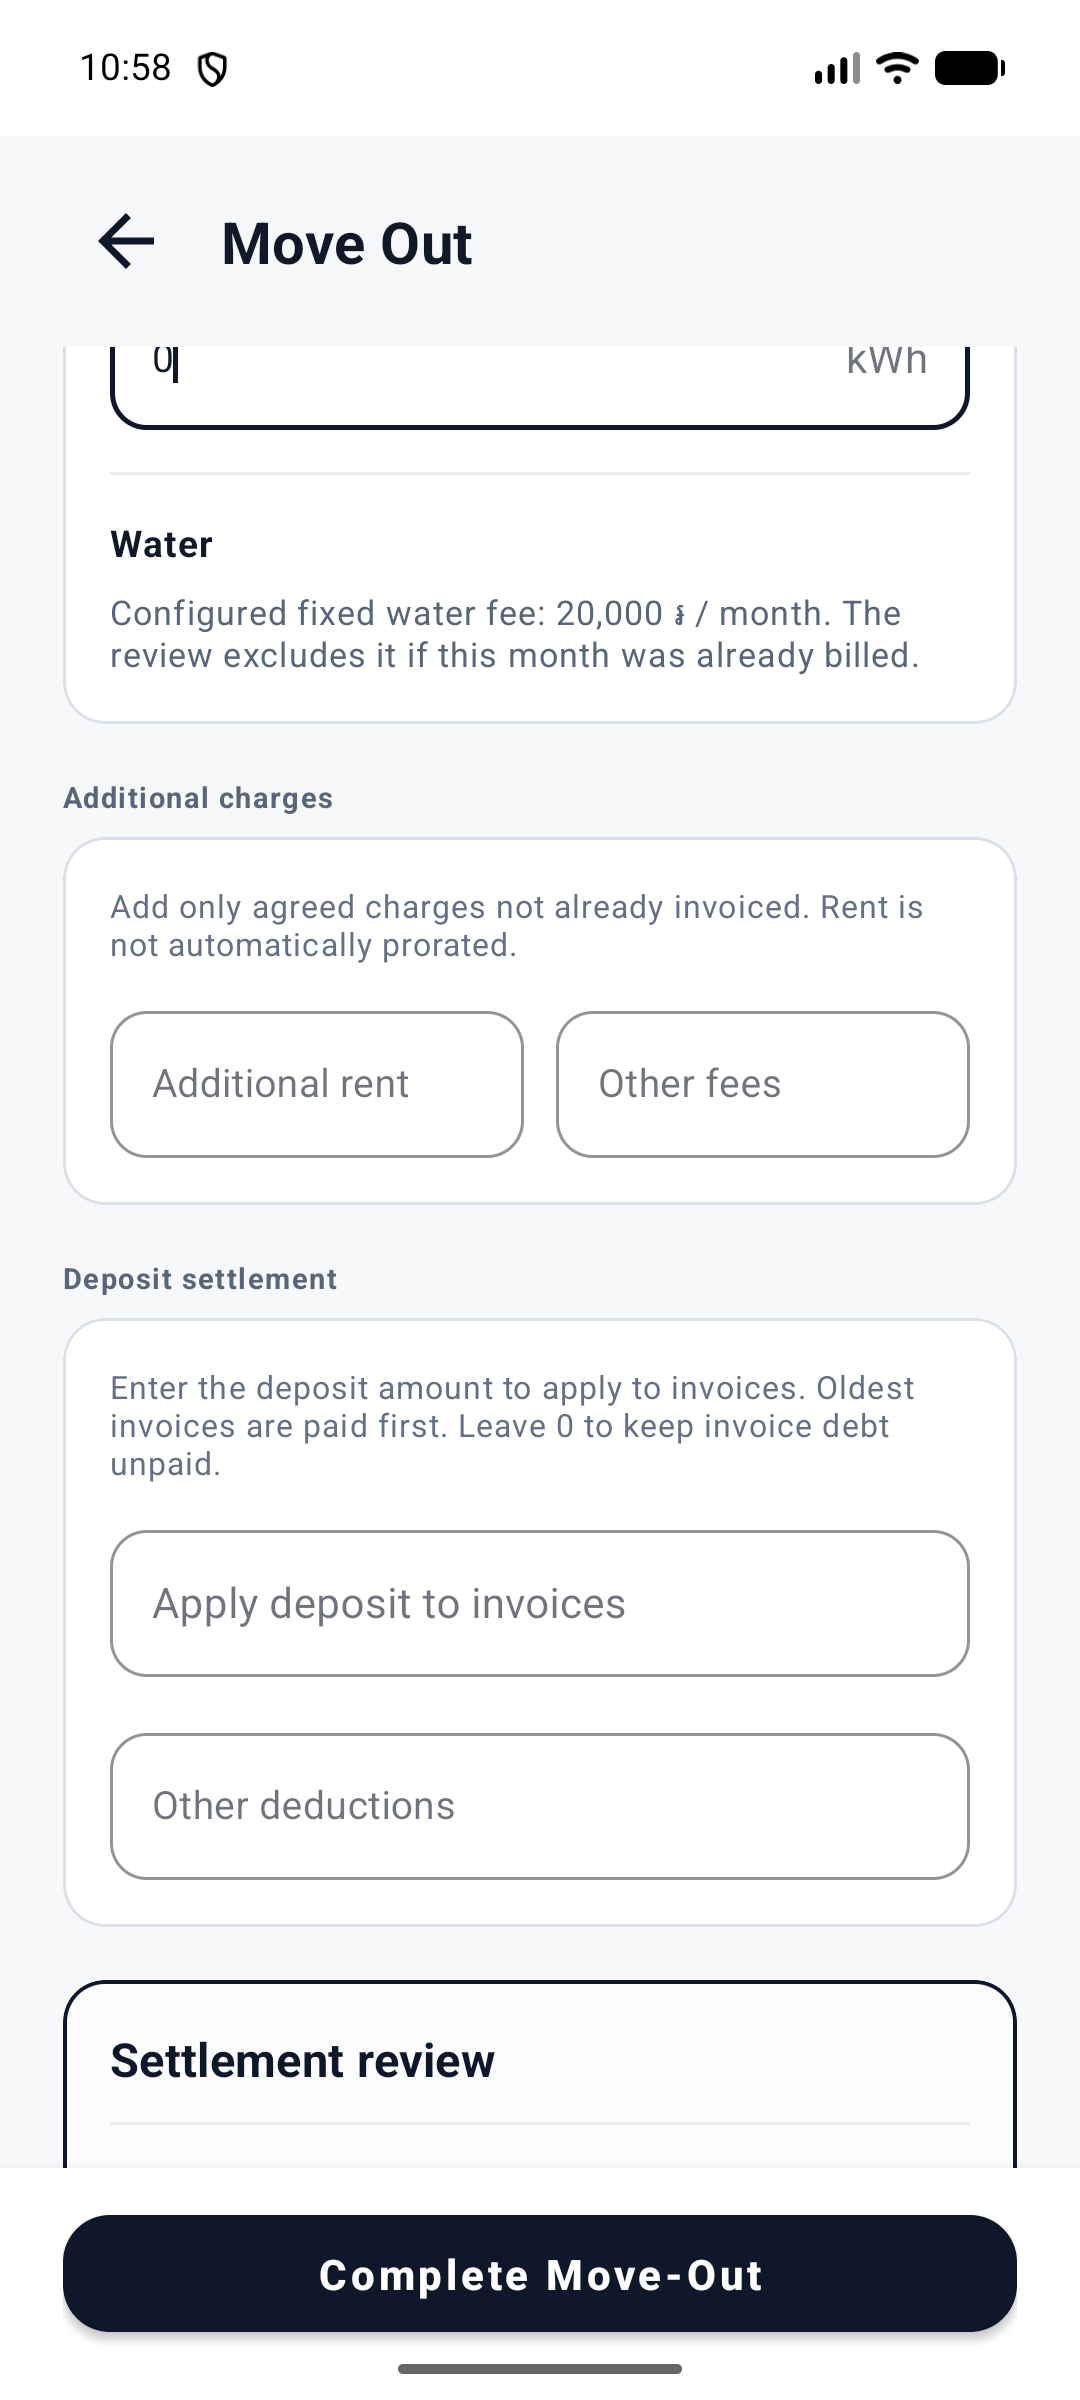 10:58
Move Out
0 kWh
Water
Configured fixed water fee: 20,000 ៛ / month. The
review excludes it if this month was already billed.
Additional charges
Add only agreed charges not already invoiced. Rent is
not automatically prorated.
Additional rent Other fees
Deposit settlement
Enter the deposit amount to apply to invoices. Oldest
invoices are paid first. Leave 0 to keep invoice debt
unpaid.
Apply deposit to invoices
Other deductions
Settlement review
Complete Move-Out